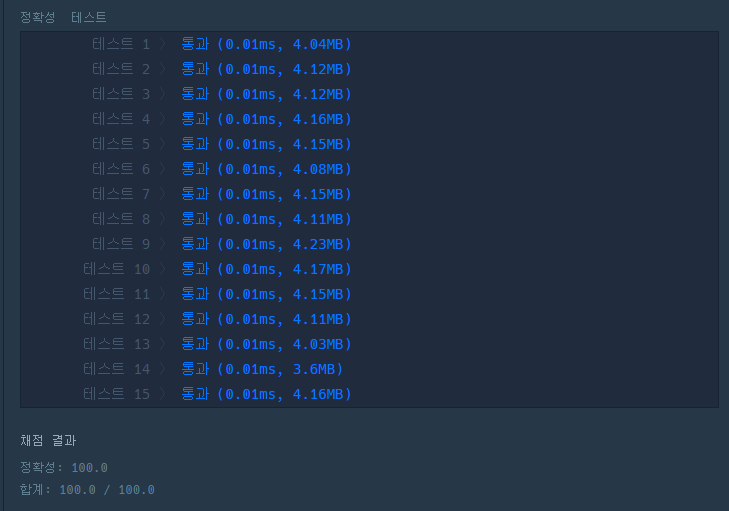 정확성 테스트
테스트 1 〉 통과 (0.01ms, 4.04MB)
테스트 2 〉 통과 (0.01ms, 4.12MB)
테스트 3 〉 통과 (0.01ms, 4.12MB)
테스트 4 〉 통과 (0.01ms, 4.16MB)
테스트 5 〉 통과 (0.01ms, 4.15MB)
테스트 6 〉 통과 (0.01ms, 4.08MB)
테스트 7 〉 통과 (0.01ms, 4.15MB)
테스트 8 〉 통과 (0.01ms, 4.11MB)
테스트 9 〉 통과 (0.01ms, 4.23MB)
테스트 10 〉 통과 (0.01ms, 4.17MB)
테스트 11 〉 통과 (0.01ms, 4.15MB)
테스트 12 〉 통과 (0.01ms, 4.11MB)
테스트 13 〉 통과 (0.01ms, 4.03MB)
테스트 14 〉 통과 (0.01ms, 3.6MB)
테스트 15 〉 통과 (0.01ms, 4.16MB)
채점 결과
정확성: 100.0
합계: 100.0 / 100.0